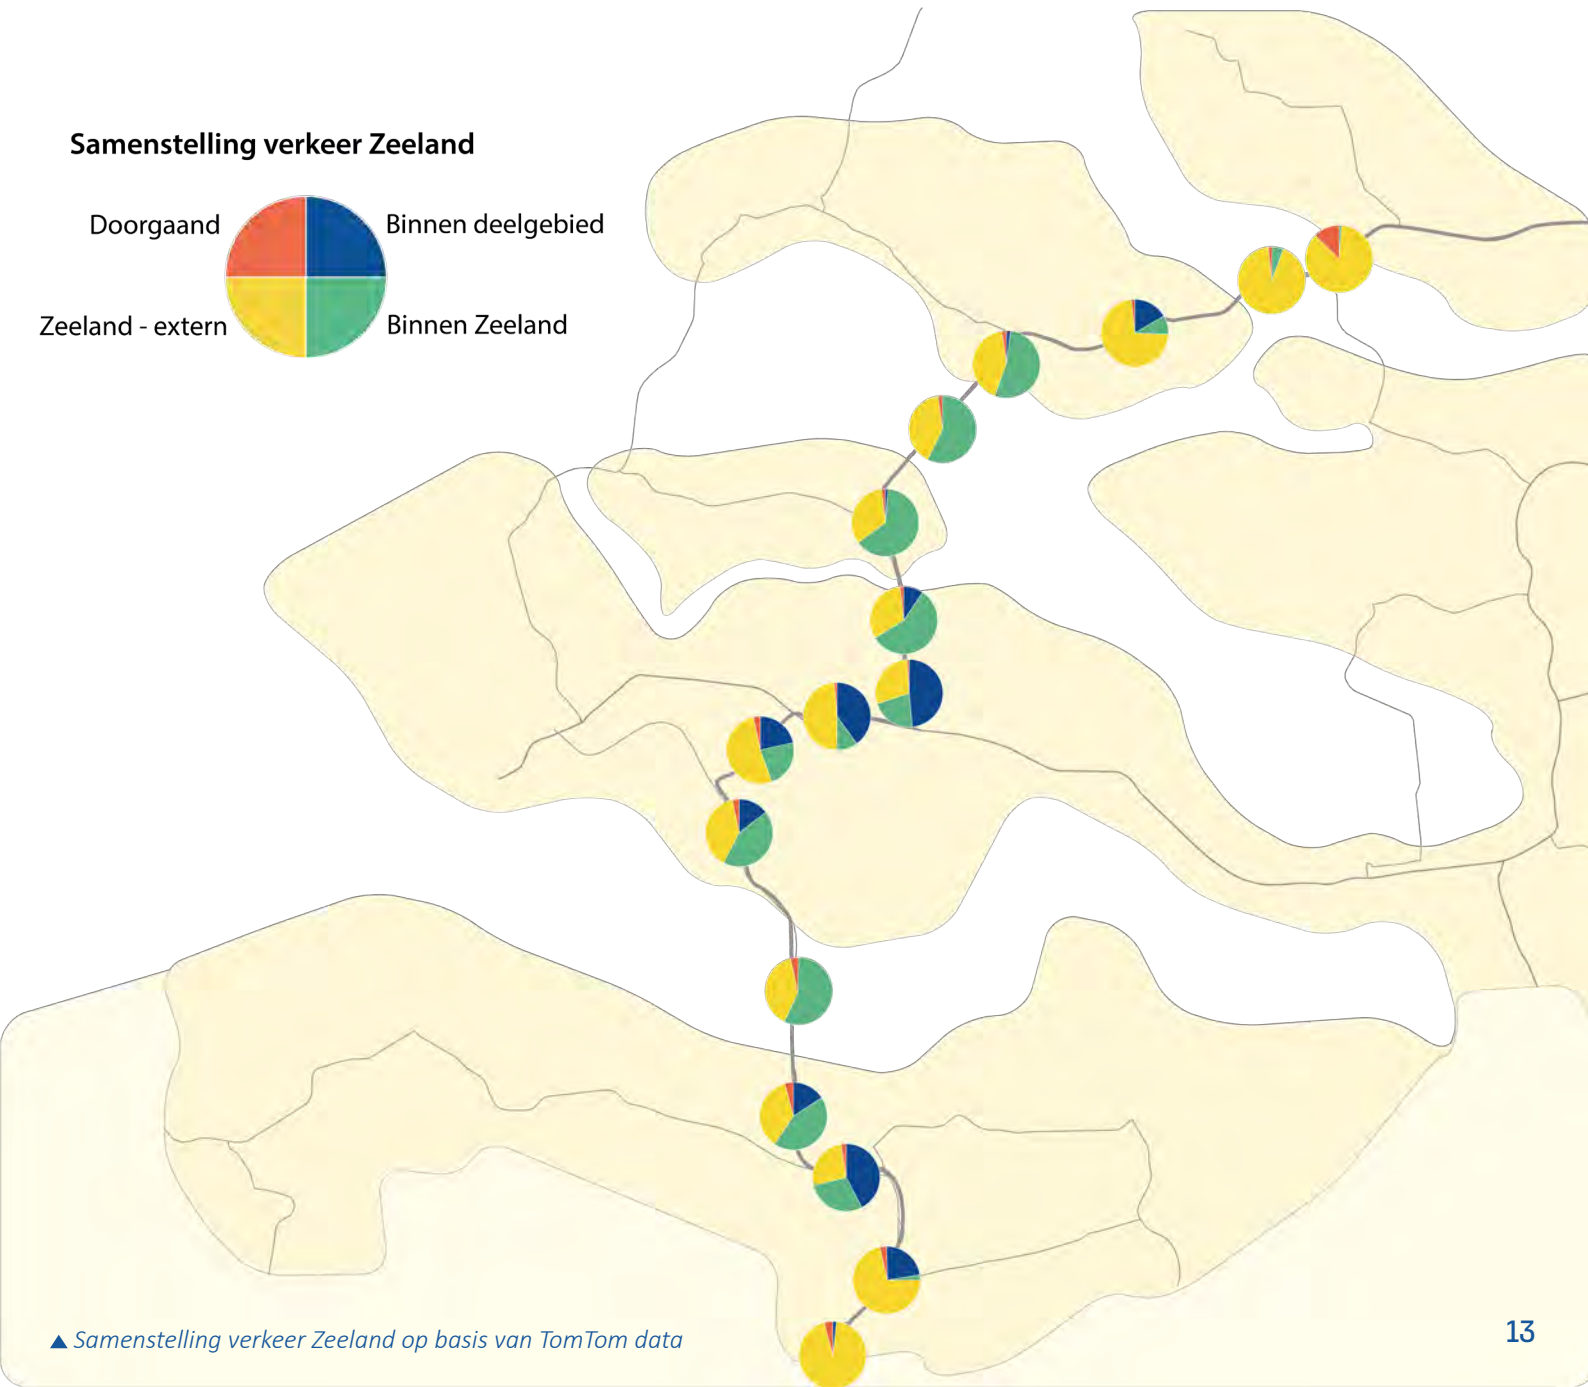 Samenstelling verkeer Zeeland
Doorgaand
Binnen deelgebied
Zeeland - extern
Binnen Zeeland
Samenstelling verkeer Zeeland op basis van TomTom data
13